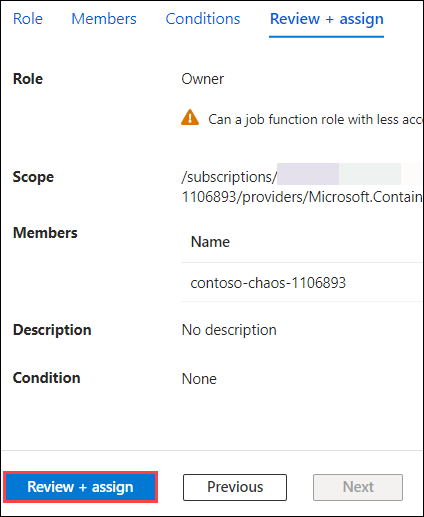 Role Members Conditions Review + assign
Role Owner
Can a job function role with less acc
Scope /subscriptions/
1106893/providers/Microsoft.Contain
Members
Name
contoso-chaos-1106893
Description No description
Condition None
Review + assign Previous Next